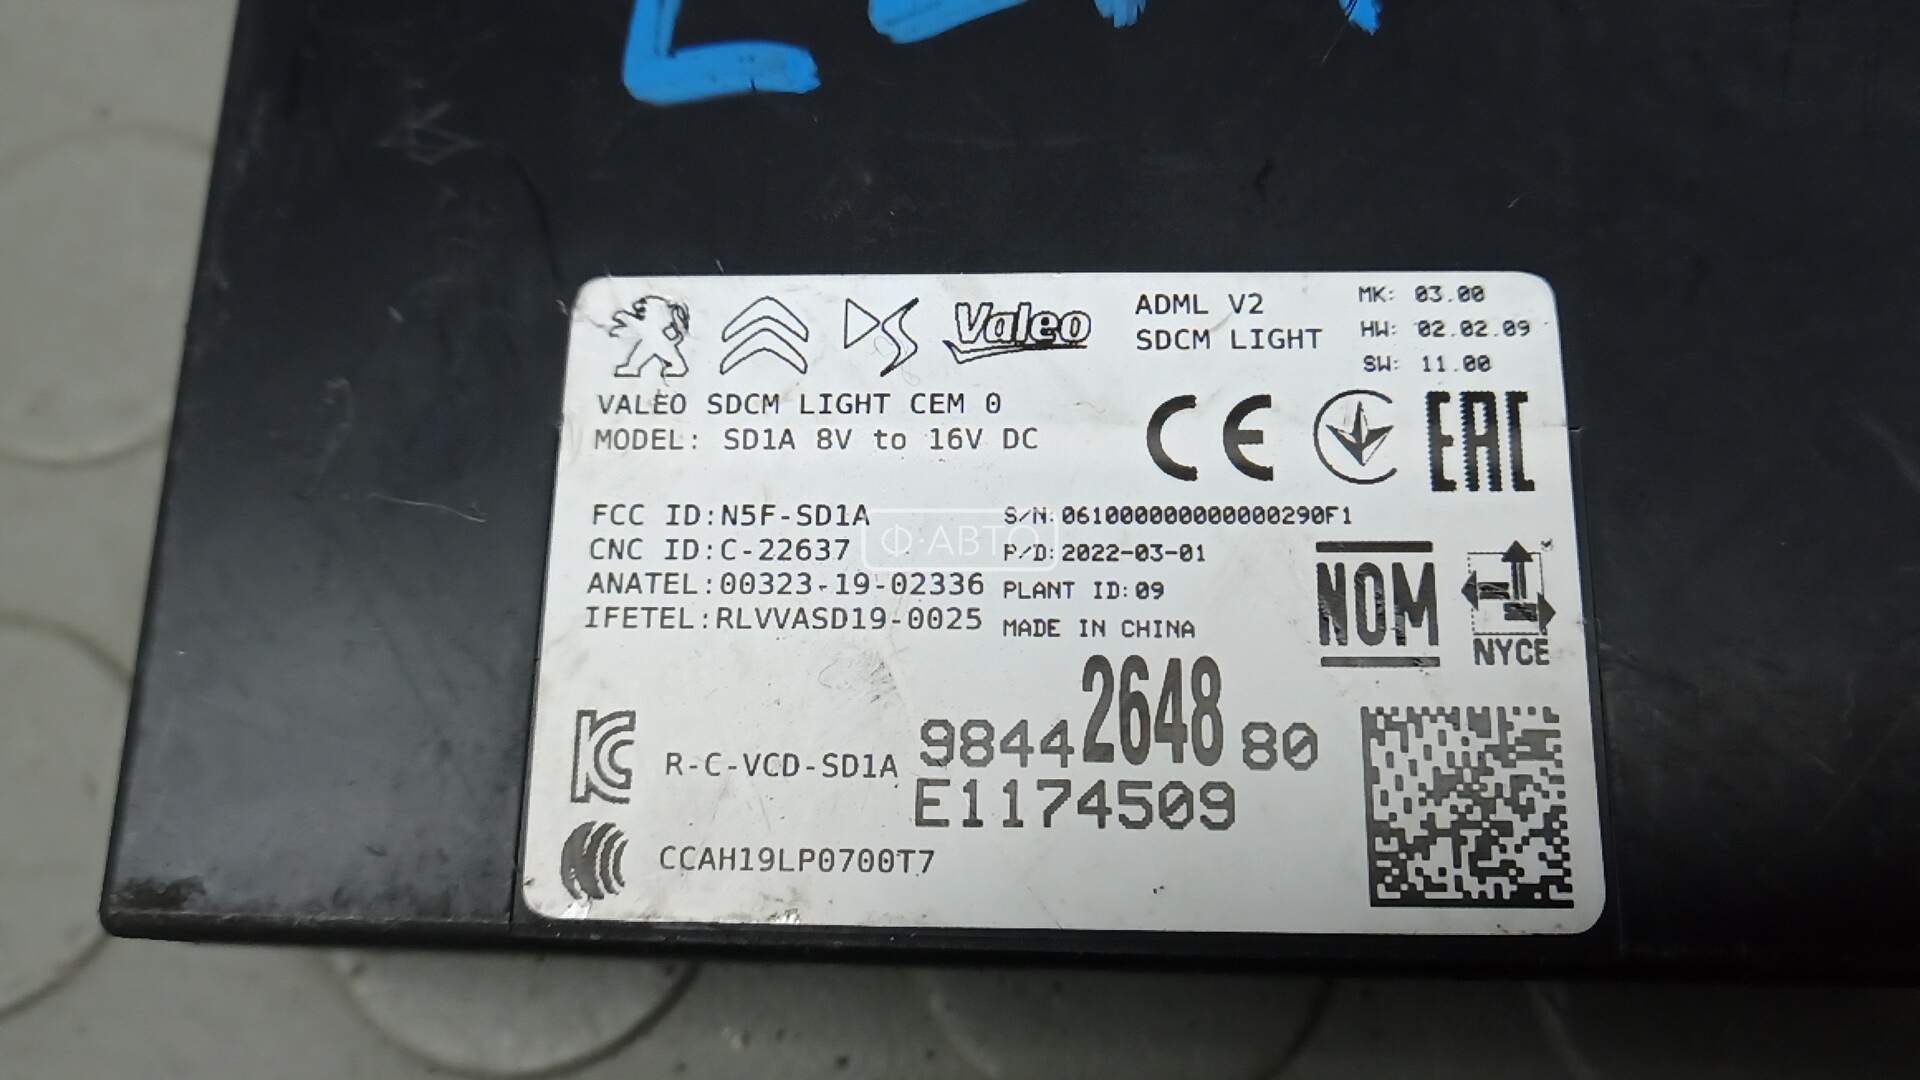 Valeo
ADML V2
SDCM LIGHT
MK: 03.00
HW: 02.02.09
SW: 11.00
VALEO SDCM LIGHT CEM 0
MODEL: SD1A 8V to 16V DC
CE
EAC
FCC ID:N5F-SD1A
CNC ID:C-22637
ANATEL:00323-19-02336
IFETEL:RLVVASD19-0025
S/N:061000000000000290F1
P/D:2022-03-01
PLANT ID:09
MADE IN CHINA
Ф·АВТО
NOM
NYCE
R-C-VCD-SD1A
9844264880
E1174509
CCAH19LP0700T7